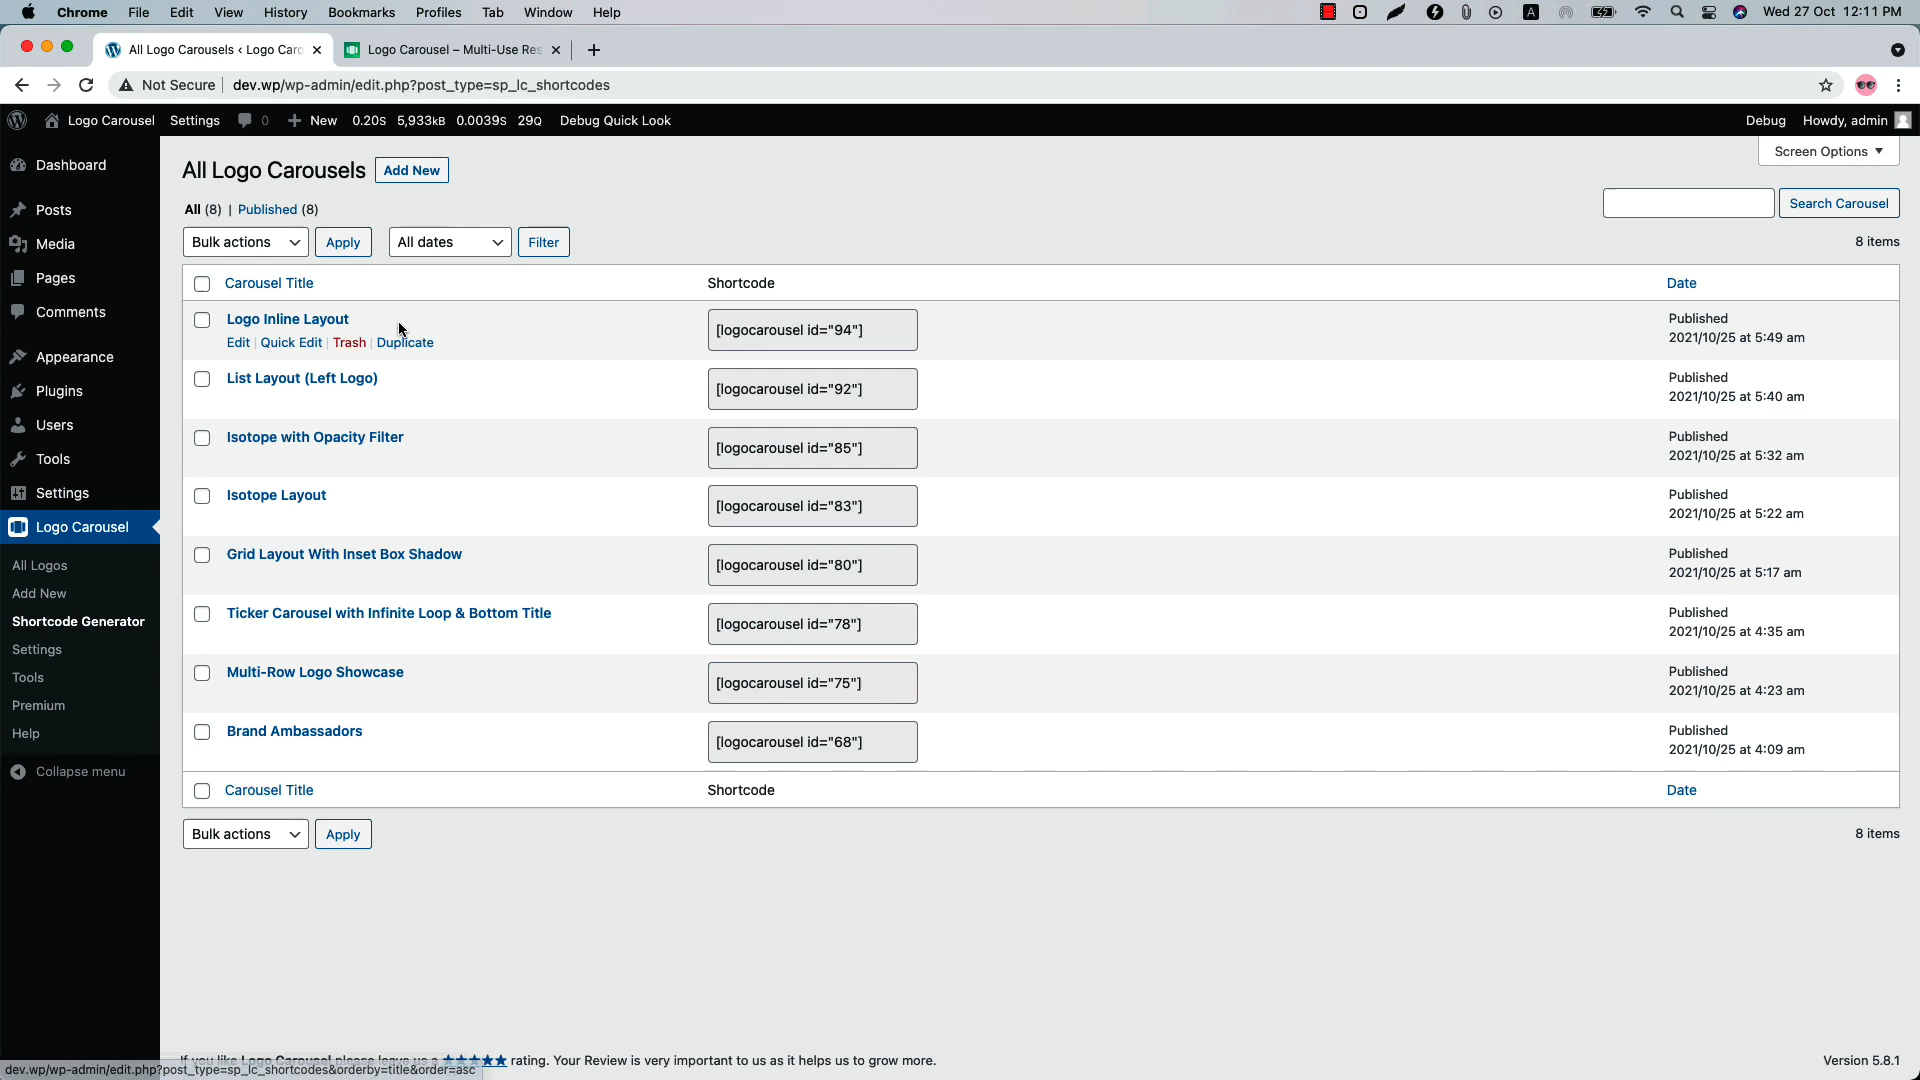 Chrome File Edit View History Bookmarks Profiles Tab Window Help A Wed 27 Oct 12:11 PM
All Logo Carousels ‹ Logo Caro Logo Carousel – Multi-Use Res
Not Secure dev.wp/wp-admin/edit.php?post_type=sp_lc_shortcodes
Logo Carousel Settings 0 New 0.20s 5,933kB 0.0039s 29Q Debug Quick Look Debug Howdy, admin
Screen Options
Dashboard
Posts
Media
Pages
Comments
Appearance
Plugins
Users
Tools
Settings
Logo Carousel
All Logos
Add New
Shortcode Generator
Settings
Tools
Premium
Help
Collapse menu
All Logo Carousels Add New
All (8) | Published (8)
Search Carousel
Bulk actions Apply All dates Filter 8 items
Carousel Title Shortcode Date
Logo Inline Layout
Edit | Quick Edit | Trash | Duplicate
[logocarousel id="94"]
Published
2021/10/25 at 5:49 am
List Layout (Left Logo)
[logocarousel id="92"]
Published
2021/10/25 at 5:40 am
Isotope with Opacity Filter
[logocarousel id="85"]
Published
2021/10/25 at 5:32 am
Isotope Layout
[logocarousel id="83"]
Published
2021/10/25 at 5:22 am
Grid Layout With Inset Box Shadow
[logocarousel id="80"]
Published
2021/10/25 at 5:17 am
Ticker Carousel with Infinite Loop & Bottom Title
[logocarousel id="78"]
Published
2021/10/25 at 4:35 am
Multi-Row Logo Showcase
[logocarousel id="75"]
Published
2021/10/25 at 4:23 am
Brand Ambassadors
[logocarousel id="68"]
Published
2021/10/25 at 4:09 am
Carousel Title Shortcode Date
Bulk actions Apply 8 items
If you like Logo Carousel please leave us a ★★★★★ rating. Your Review is very important to us as it helps us to grow more. Version 5.8.1
dev.wp/wp-admin/edit.php?post_type=sp_lc_shortcodes&orderby=title&order=asc